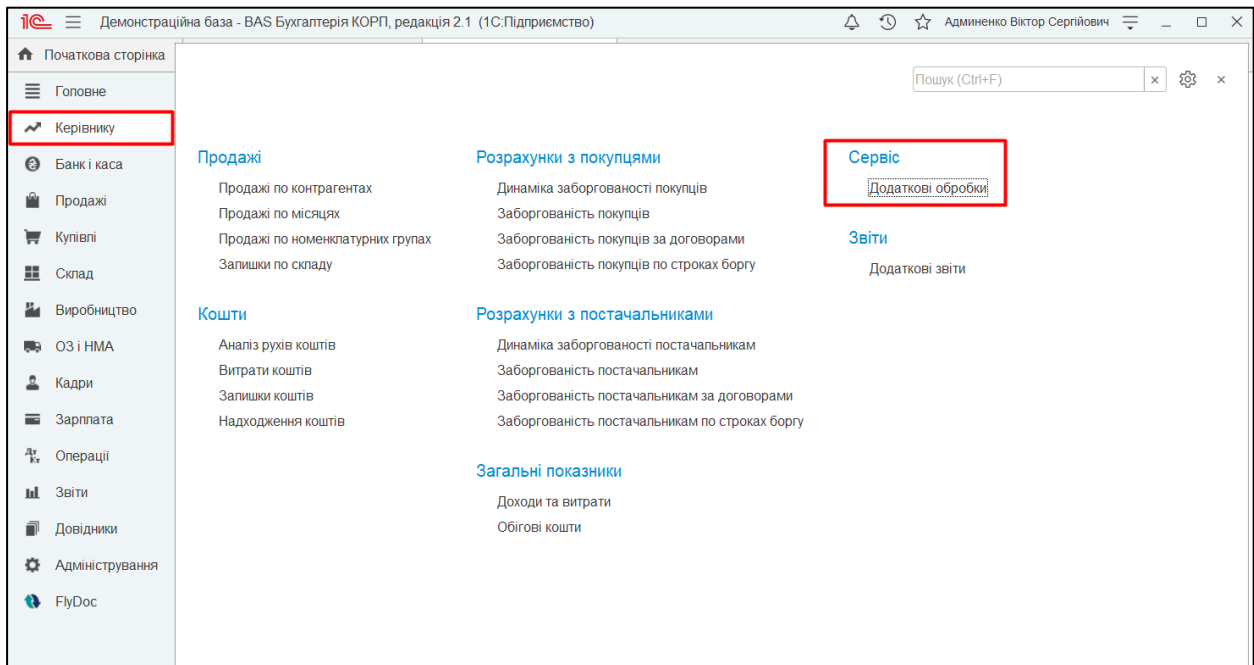 1С Демонстраційна база - BAS Бухгалтерія КОРП, редакція 2.1 (1С:Підприємство) Админенко Віктор Сергійович
Початкова сторінка
Пошук (Ctrl+F)
Головне
Керівнику
Банк і каса
Продажі
Купівлі
Склад
Виробництво
ОЗ і НМА
Кадри
Зарплата
Дт Кт Операції
Звіти
Довідники
Адміністрування
FlyDoc
Продажі
Продажі по контрагентах
Продажі по місяцях
Продажі по номенклатурних групах
Залишки по складу
Кошти
Аналіз рухів коштів
Витрати коштів
Залишки коштів
Надходження коштів
Розрахунки з покупцями
Динаміка заборгованості покупців
Заборгованість покупців
Заборгованість покупців за договорами
Заборгованість покупців по строках боргу
Розрахунки з постачальниками
Динаміка заборгованості постачальникам
Заборгованість постачальникам
Заборгованість постачальникам за договорами
Заборгованість постачальникам по строках боргу
Загальні показники
Доходи та витрати
Обігові кошти
Сервіс
Додаткові обробки
Звіти
Додаткові звіти